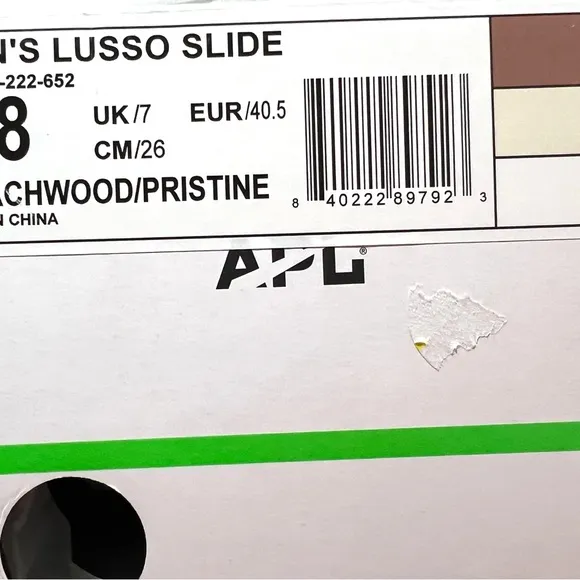 N'S LUSSO SLIDE
-222-652
8 UK/7 EUR/40.5
CM/26
ACHWOOD/PRISTINE
N CHINA
8 40222 89792 3
APL®